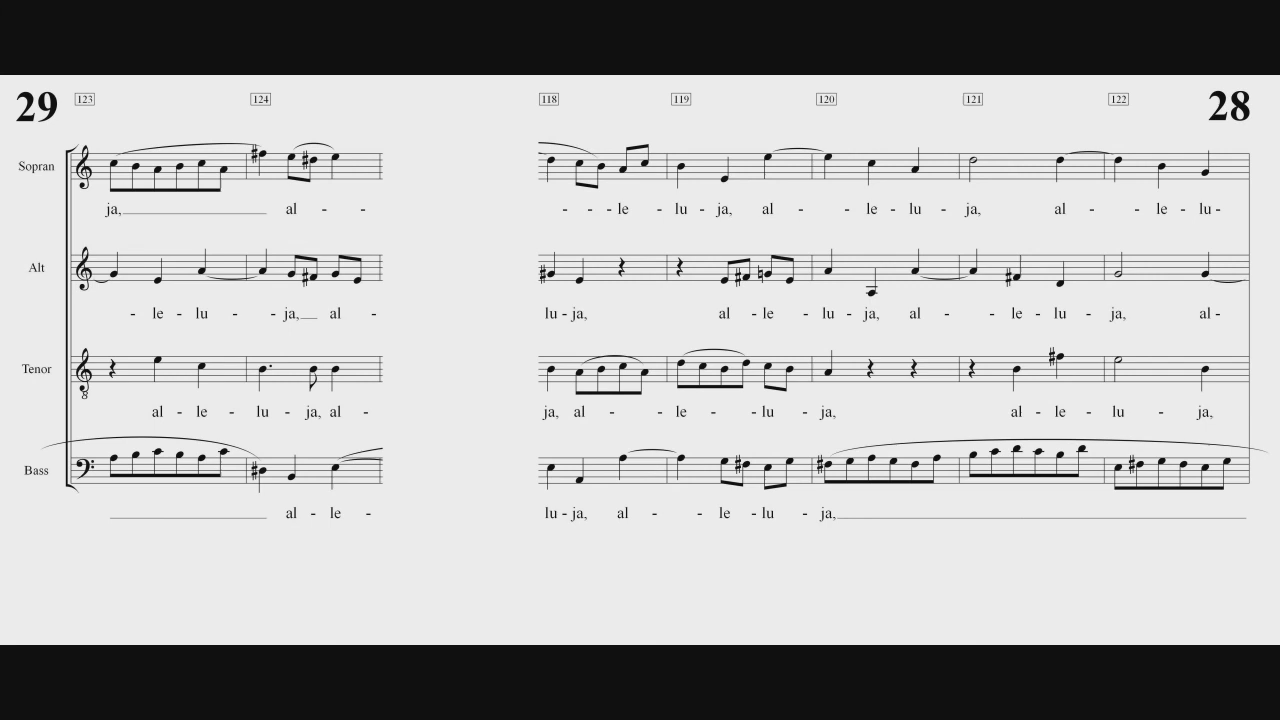 29 123 124 118 119 120 121 122 28
Sopran
ja, al - - - - - le - lu - ja, al - - le - lu - ja, al - - le - lu -
Alt
- le - lu - - ja, al - lu - ja, al - le - lu - ja, al - - le - lu - ja, al -
Tenor
al - le - lu - ja, al - ja, al - - le - - lu - ja, al - le - lu - ja,
Bass
al - le - lu - ja, al - - le - lu - ja,